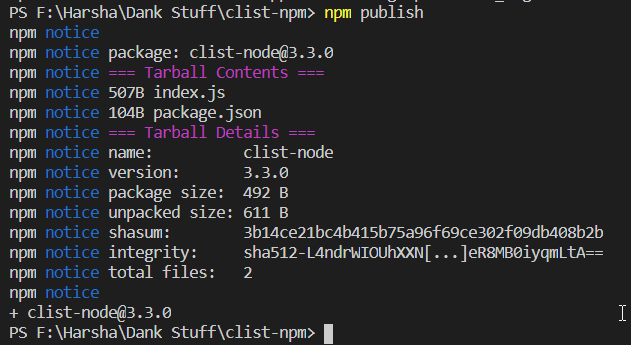 PS F:\Harsha\Dank Stuff\clist-npm> npm publish
npm notice
npm notice package: clist-node@3.3.0
npm notice === Tarball Contents ===
npm notice 507B index.js
npm notice 104B package.json
npm notice === Tarball Details ===
npm notice name:          clist-node
npm notice version:       3.3.0
npm notice package size:  492 B
npm notice unpacked size: 611 B
npm notice shasum:        3b14ce21bc4b415b75a96f69ce302f09db408b2b
npm notice integrity:     sha512-L4ndrWIOUhXXN[...]eR8MB0iyqmLtA==
npm notice total files:   2
npm notice
+ clist-node@3.3.0
PS F:\Harsha\Dank Stuff\clist-npm>